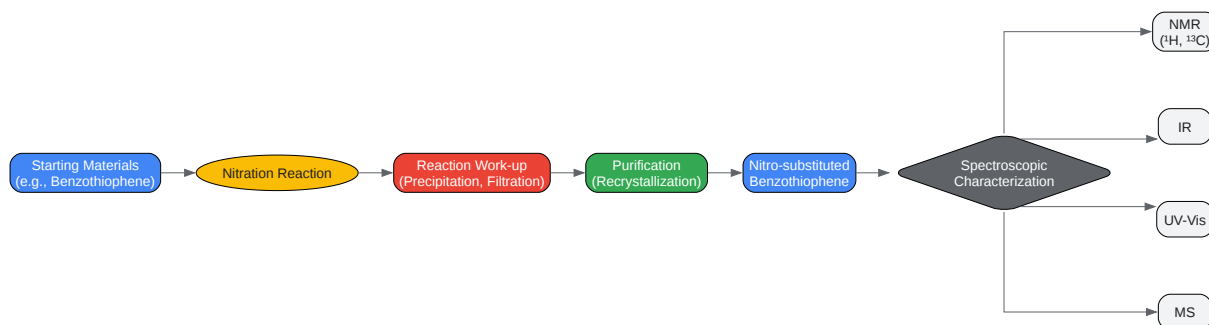 Starting Materials
(e.g., Benzothiophene)
Nitration Reaction
Reaction Work-up
(Precipitation, Filtration)
Purification
(Recrystallization)
Nitro-substituted
Benzothiophene
Spectroscopic
Characterization
NMR
(¹H, ¹³C)
IR
UV-Vis
MS